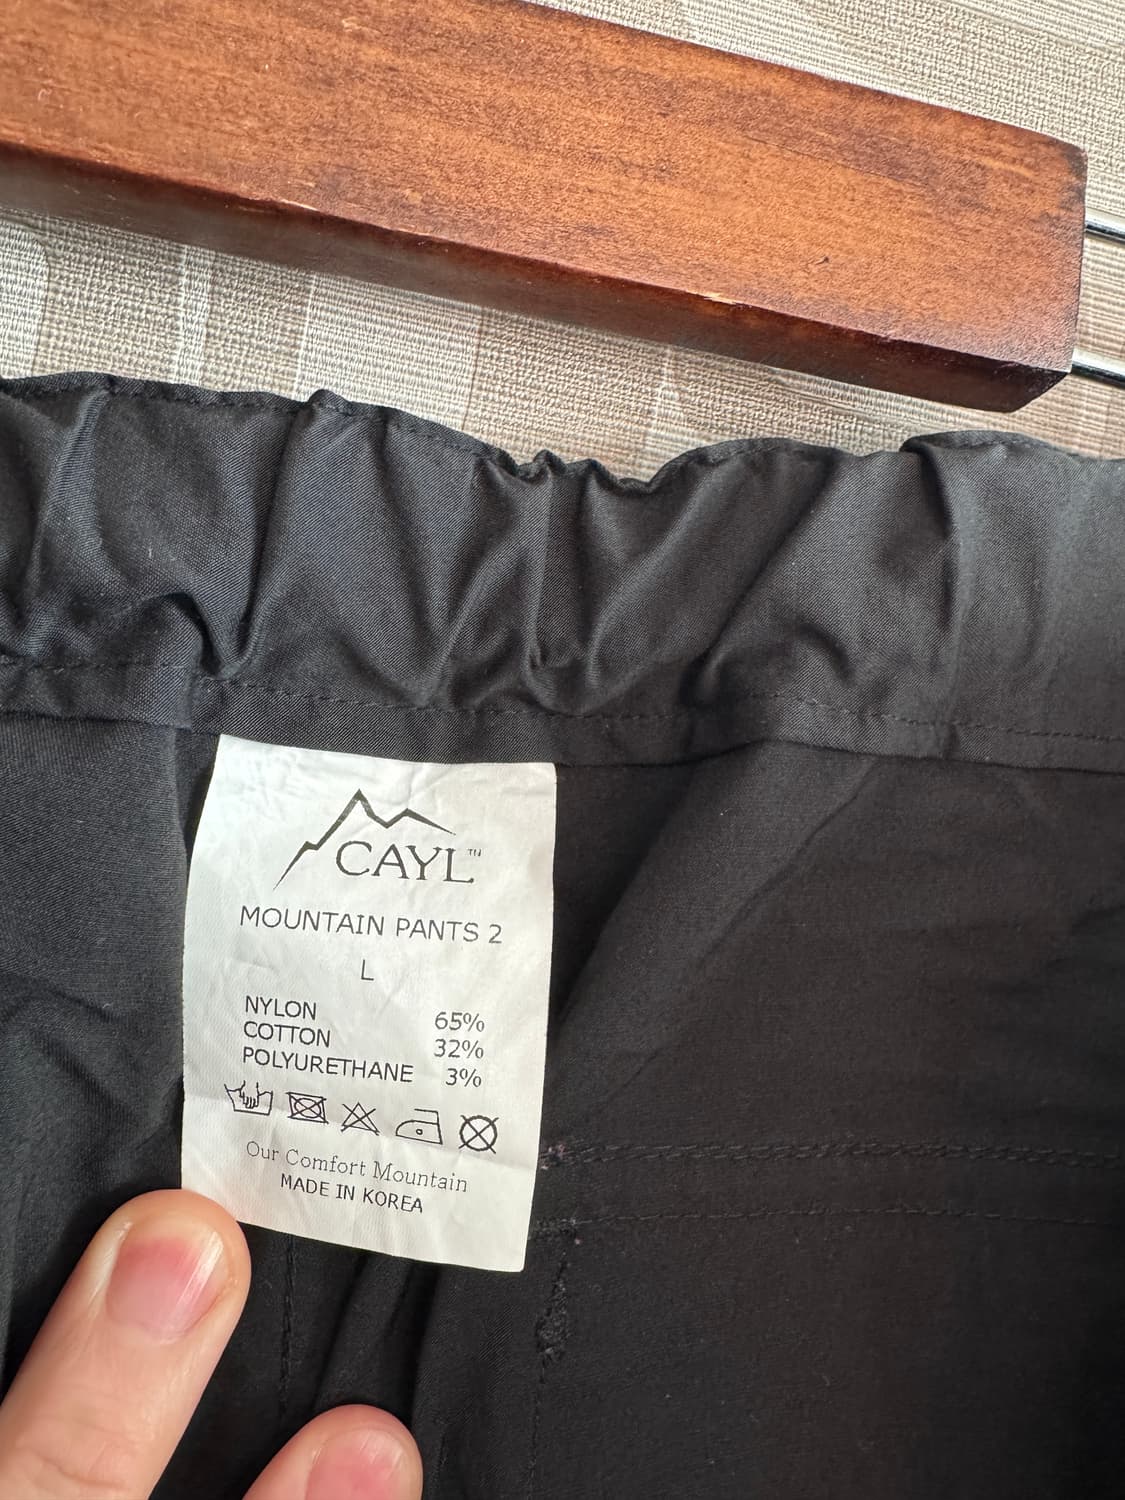 CAYL™
MOUNTAIN PANTS 2
L
NYLON 65%
COTTON 32%
POLYURETHANE 3%
Our Comfort Mountain
MADE IN KOREA